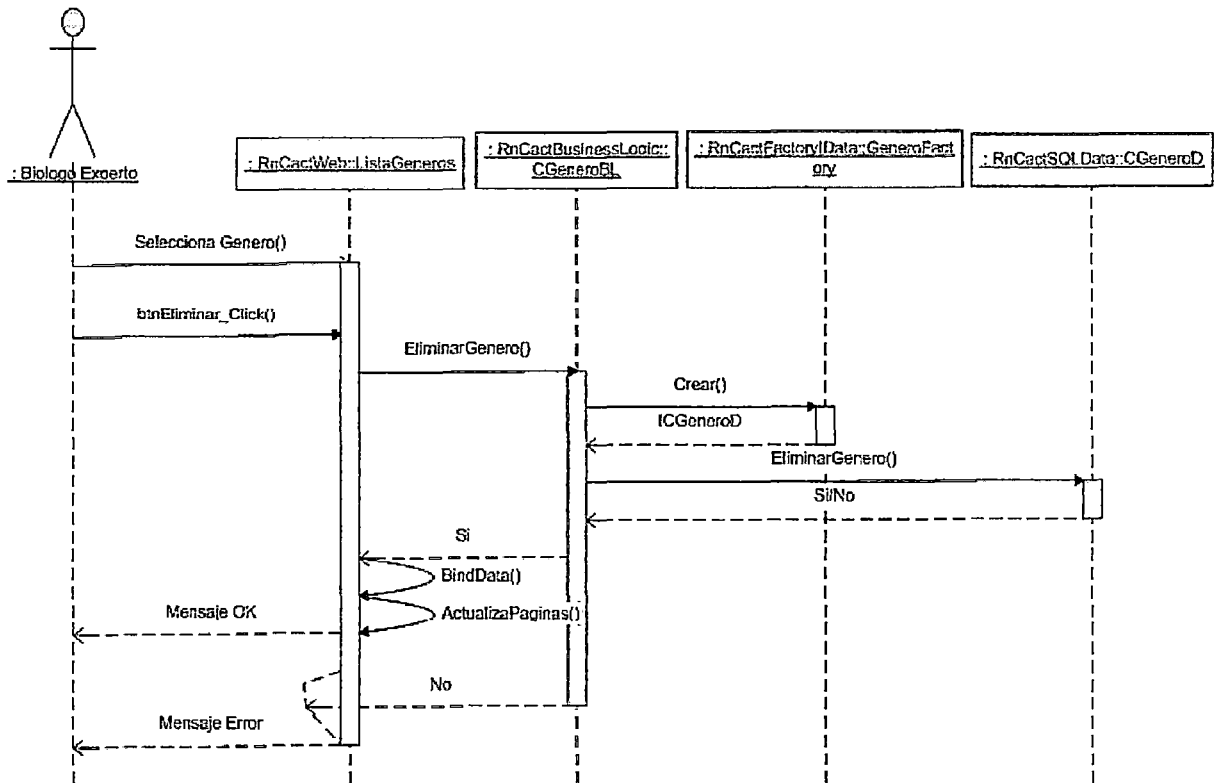 : Biologo Experto
: RnCactWeb::ListaGeneros
: RnCactBusinessLogic::
CGeneroBL
: RnCactFactoryIData::GeneroFact
ory
: RnCactSQLData::CGeneroD
Selecciona Genero()
btnEliminar_Click()
EliminarGenero()
Crear()
ICGeneroD
EliminarGenero()
Si/No
Si
BindData()
ActualizaPaginas()
Mensaje OK
No
Mensaje Error